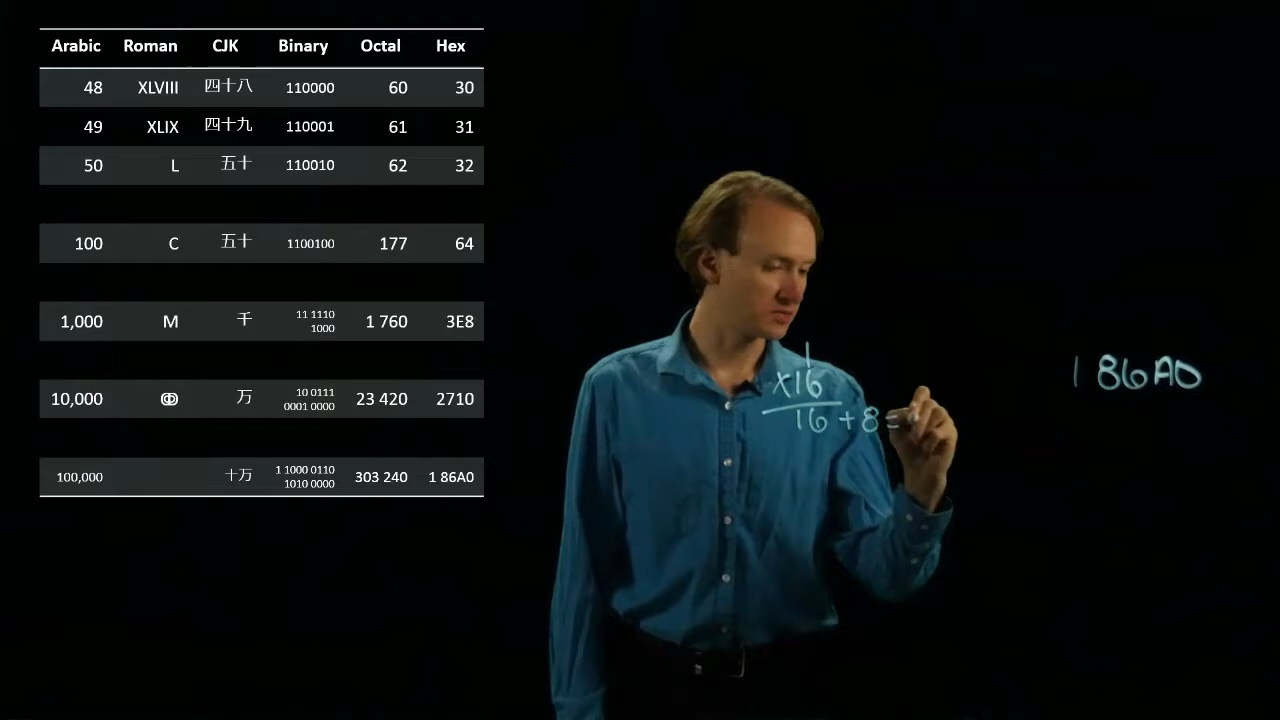 Arabic Roman CJK Binary Octal Hex
48 XLVIII 四十八 110000 60 30
49 XLIX 四十九 110001 61 31
50 L 五十 110010 62 32
100 C 五十 1100100 177 64
1,000 M 千 11 1110 1000 1 760 3E8
10,000 ↂ 万 10 0111 0001 0000 23 420 2710
100,000 十万 1 1000 0110 1010 0000 303 240 1 86A0
1
×16
16 + 8 =
1 86A0